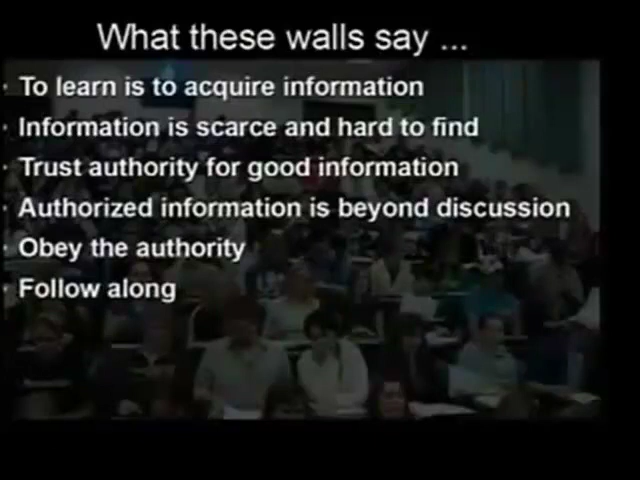 What these walls say ...
· To learn is to acquire information
· Information is scarce and hard to find
· Trust authority for good information
· Authorized information is beyond discussion
· Obey the authority
· Follow along